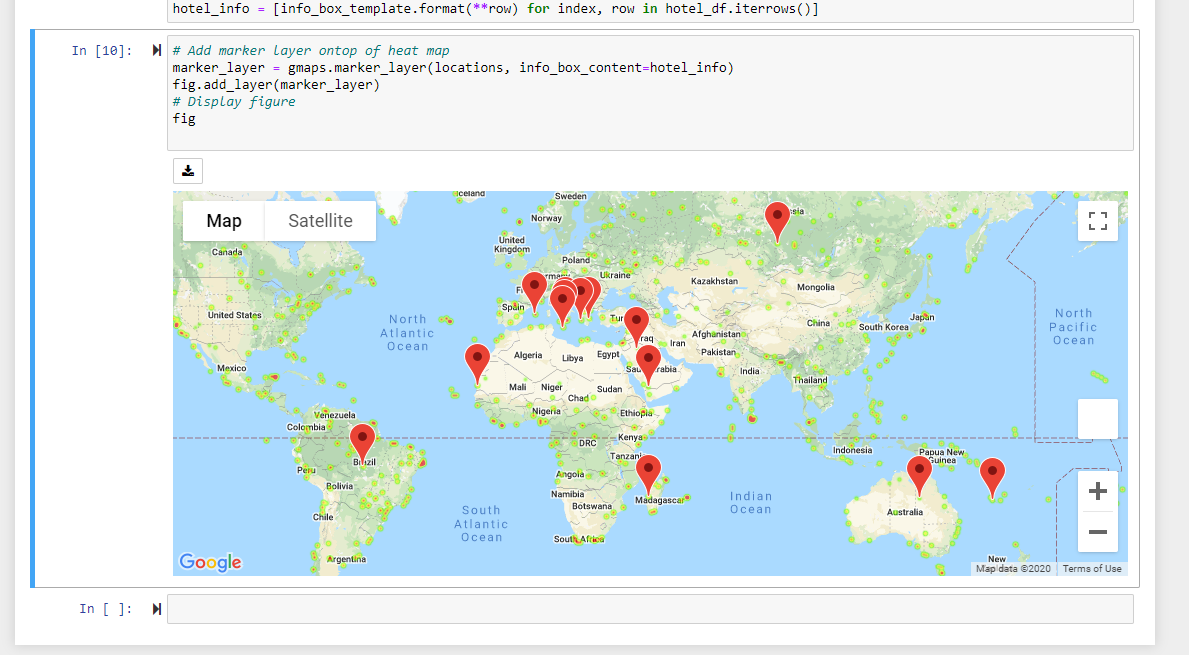 hotel_info = [info_box_template.format(**row) for index, row in hotel_df.iterrows()]
In [10]:
# Add marker layer ontop of heat map
marker_layer = gmaps.marker_layer(locations, info_box_content=hotel_info)
fig.add_layer(marker_layer)
# Display figure
fig
Map Satellite
Iceland
Sweden
Norway
Canada
United
Kingdom
Poland
Ukraine
Kazakhstan
Mongolia
Spain
United States
North
Atlantic
Ocean
North
Pacific
Ocean
China
Japan
South Korea
Afghanistan
Iran
Pakistan
Mexico
Algeria
Libya
Egypt
India
Thailand
Mali
Niger
Sudan
Chad
Nigeria
Ethiopia
Venezuela
Colombia
DRC
Kenya
Indonesia
Papua New
Guinea
Brazil
Peru
Bolivia
Angola
Namibia
Botswana
Madagascar
Indian
Ocean
Australia
South
Atlantic
Ocean
Chile
South Africa
Argentina
New
Google
Map data ©2020 Terms of Use
In [ ]: